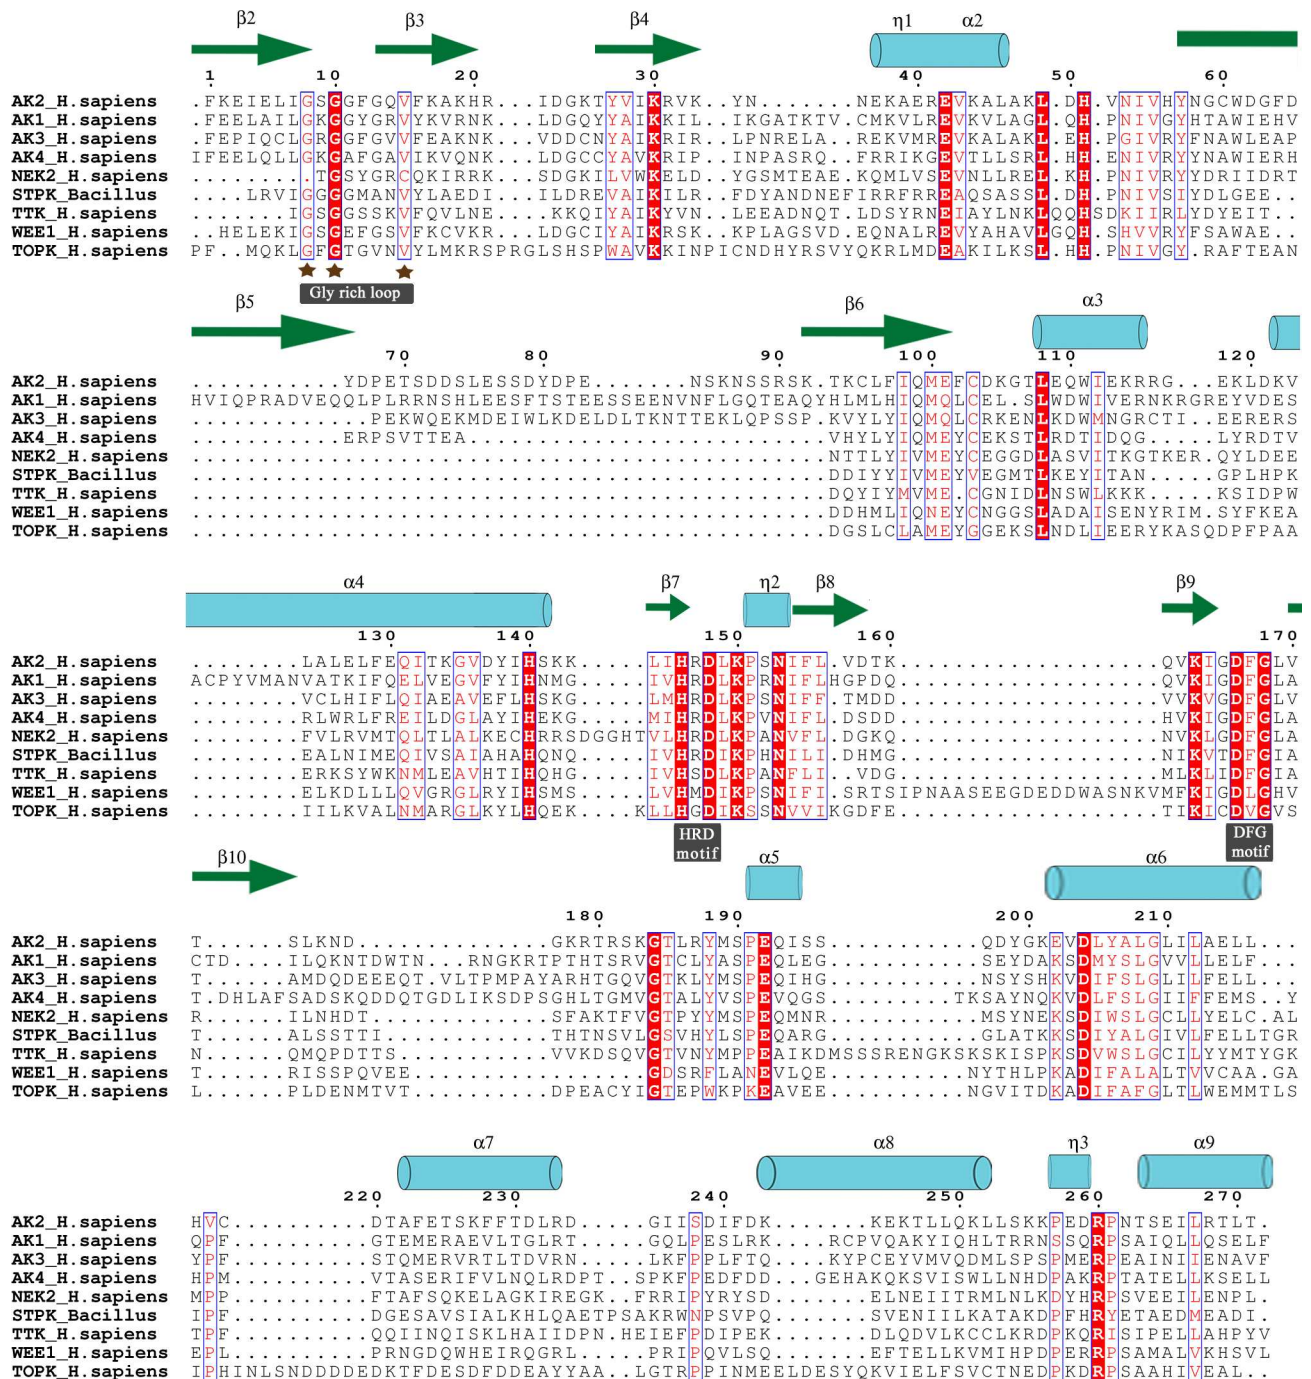 β2 β3 β4 η1 α2
1 10 20 30 40 50 60
AK2_H.sapiens .FKEIELIGSGGFGQVFKAKHR...IDGKTYVIKRVK..YN.......NEKAEREVKALAKL.DH.VNIVHYNGCWDGFD
AK1_H.sapiens .FEELAILGKGGYGRVYKVRNK...LDGQYYAIKKIL.IKGATKTV.CMKVLREVKVLAGL.QH.PNIVGYHTAWIEHV
AK3_H.sapiens .FEPIQCLGRGGFGVVFEAKNK...VDDCNYAIKRIR.LPNRELA...REKVMREVKALAKL.EH.PGIVRYFNAWLEAP
AK4_H.sapiens IFEELQLLGKGAFGAVIKVQNK...LDGCCYAVKRIP.INPASRQ...FRRIKGEVTLLSRL.HH.ENIVRYYNAWIERH
NEK2_H.sapiens .........TGSYGRCQKIRRK...SDGKILVWKELD..YGSMTEAE..KQMLVSEVNLLREL.KH.PNIVRYYDRIIDRT
STPK_Bacillus ....LRVIGGGGMANVYLAEDI...ILDREVAIKILR...FDYANDNEFIRRFRREAQSASSL.DH.PNIVSIYDLGEE..
TTK_H.sapiens .......IGSGGSSKVFQVLNE....KKQIYAIKYVN..LEEADNQT..LDSYRNEIAYLNKLQQHSDKIIRLYDYEIT..
WEE1_H.sapiens ...HELEKIGSGEFGSVFKCVKR...LDGCIYAIKRSK..KPLAGSVD..EQNALREVYAHAVLGQHSHVVRYFSAWAE..
TOPK_H.sapiens PF..MQKLGFGTGVNVYLMKRSPRGLSHSPWAVKKINPICNDHYRSVYQKRLMDEAKILKSL.HH.PNIVGYRAFTEAN
Gly rich loop
β5 β6 α3
70 80 90 100 110 120
AK2_H.sapiens ...........YDPETSDDSLESSDYDPE.........NSKNSSRSK.TKCLFIQMEFCDKGTLEQWIEKRRG...EKLDKV
AK1_H.sapiens HVIQPRADVEQQLPLRRNSHLEESFTSTEESSEENVNFLGQTEAQYHLMLHIQMQLCELS.LWDWIVERNKRGREYVDES
AK3_H.sapiens .............PEKWQEKMDEIWLKDELDLTKNTTEKLQPSSP.KVYLYIQMQLCRKENLKDWMNGRCTI..EERERS
AK4_H.sapiens ...........ERPSVTTEA..........................VHYLYIQMEYCEKSTLRDTIDQG....LYRDTV
NEK2_H.sapiens ..............................................NTTLYIVMEYCEGGDLASVITKGTKER.QYLDEE
STPK_Bacillus ..............................................DDIYYIVMEYVEGMTLKEYITAN.....GPLHPK
TTK_H.sapiens ..............................................DQYIYMVME.CGNIDLNSWLKKK.....KSIDPW
WEE1_H.sapiens ..............................................DDHMLIQNEYCNGGSLADAISENYRIM.SYFKEA
TOPK_H.sapiens ..............................................DGSLCLAMEYGGEKSLNDLIEERYKASQDPFPAA
α4 β7 η2 β8 β9
130 140 150 160 170
AK2_H.sapiens ........LALELFEQITKGVDYIHSKK.....LIHRDLKPSNIFL.VDTK...................QVKIGDFGLV
AK1_H.sapiens ACPYVMANVATKIFQELVEGVFYIHNMG.....IVHRDLKPRNIFLHGPDQ...................QVKIGDFGLA
AK3_H.sapiens ........VCLHIFLQIAEAVEFLHSKG.....LMHRDLKPSNIFF.TMDD...................VVKVGDFGLV
AK4_H.sapiens ........RLWRLFREILDGLAYIHEKG.....MIHRDLKPVNIFL.DSDD...................HVKIGDFGLA
NEK2_H.sapiens ........FVLRVMTQLTLALKECHRRSDGGHTVLHRDLKPANVFL.DGKQ...................NVKLGDFGLA
STPK_Bacillus ........EALNIMEQIVSAIAHAHQNQ.....IVHRDLKPHNILI.DHMG...................NIKVTDFGIA
TTK_H.sapiens ........ERKSYWKNMLEAVHTIHQHG.....IVHSDLKPANFLI..VDG...................MLKLIDFGIA
WEE1_H.sapiens ........ELKDLLLQVGRGLRYIHSMS.....LVHMDIKPSNIFI.SRTSIPNAASEEGDEDDWASNKVMFKIGDLGHV
TOPK_H.sapiens ........IILKVALNMARGLKYLHQEK....KLLHGDIKSSNVVIKGDFE...................TIKICDVGVS
HRD motif DFG motif
β10 α5 α6
180 190 200 210
AK2_H.sapiens T......SLKND................GKRTRSKGTLRYMSPEQISS...........QDYGKEVDLYALGLILAELL...
AK1_H.sapiens CTD.....ILQKNTDWTN...RNGKRTPTHTSRVGTCLYASPEQLEG...........SEYDAKSDMYSLGVVLLELF...
AK3_H.sapiens T......AMDQDEEDQT.VLTPMPAYARHTGQVGTKLYMSPEQIHG...........NSYSHKVDIFSLGLILFELL...
AK4_H.sapiens T.DHLAFSADSKQDDQTGDLIKSDPSGHLTGMVGTALYVSPEVQGS..........TKSAYNQKVDLFSLGIIFFEMS..Y
NEK2_H.sapiens R......ILNHDT..............SFAKTFVGTPYYMSPEQMNR...........MSYNEKSDIWSLGCLLYELC.AL
STPK_Bacillus T......ALSSTTI.............THTNSVLGSVHYLSPEQARG...........GLATKKSDIYALGIVLFELLTGR
TTK_H.sapiens N......QMQPDTTS............VVKDSQVGTVNYMPPEAIKDMSSSRENGKSKSKISPKSDVWSLGCILYYMTYGK
WEE1_H.sapiens T......RISSPQVEE...............GDSRFLANEVLQE...........NYTHLPKADIFALALTVVCAA.GA
TOPK_H.sapiens L......PLDENMTVT............DPEACYIGTEPWKPKEAVEE...........NGVITDKADIFAFGLTLWEMMTLS
α7 α8 η3 α9
220 230 240 250 260 270
AK2_H.sapiens HVC..........DTAFETSKFFTDLRD.....GIISDIFDK........KEKTLLQKLLSKKPEDRPNTSEILRTLT.
AK1_H.sapiens QPF..........GTEMERAEVLTGLRT.....GQLPESLRK.....RCPVQAKYIQHLTRRNSSQRPSAIQLLQSELF
AK3_H.sapiens YPF..........STQMERVRTLTDVRN.....LKFPPLFTQ.....KYPCEYVMVQDMLSPSPMERPEAINIIENAVF
AK4_H.sapiens HPM..........VTASERIFVLNQLRDPT...SPKFPEDFDD....GEHAKQKSVISWLLNHDPAKRPTATELLKSELL
NEK2_H.sapiens MPP..........FTAFSQKELAGKIREGK...FRRIPYRYSD........ELNEIITRMLNLKDYHRPSVEEILENPL.
STPK_Bacillus IPF..........DGESAVSIALKHLQAETPSAKRWNPSVPQ........SVENIILKATAKDPFHRYETAEDMEADI.
TTK_H.sapiens TPF..........QQIINQISKLHAIIDPN.HEIEFPDIPEK........DLQDVLKCCLKRDPKQRISIPELLAHPYV
WEE1_H.sapiens EPL..........PRNGDQWHEIRQGRL.....PRIPQVLSQ........EFTELLKVMIHPDPERRPSAMALVKHSVL
TOPK_H.sapiens IPHINLSNDDDDEDKTFDESDFDDEAYYAA..LGTRPPINMEELDESYQKVIELFSVCTNEDPKDRPSAAHIVEAL..